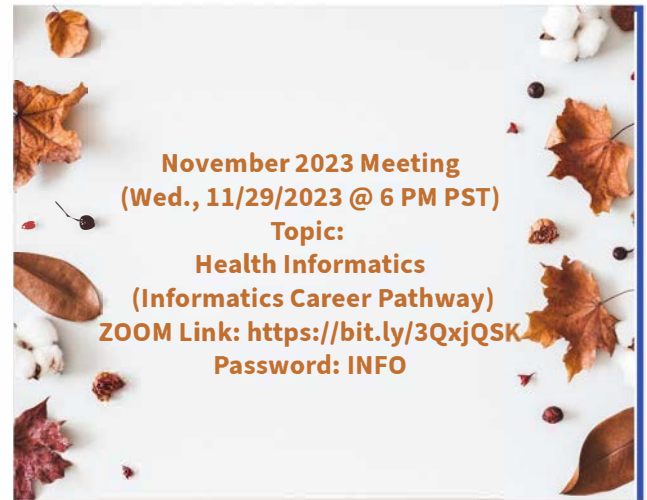 November 2023 Meeting
(Wed., 11/29/2023 @ 6 PM PST)
Topic:
Health Informatics
(Informatics Career Pathway)
ZOOM Link: https://bit.ly/3QxjQSK
Password: INFO